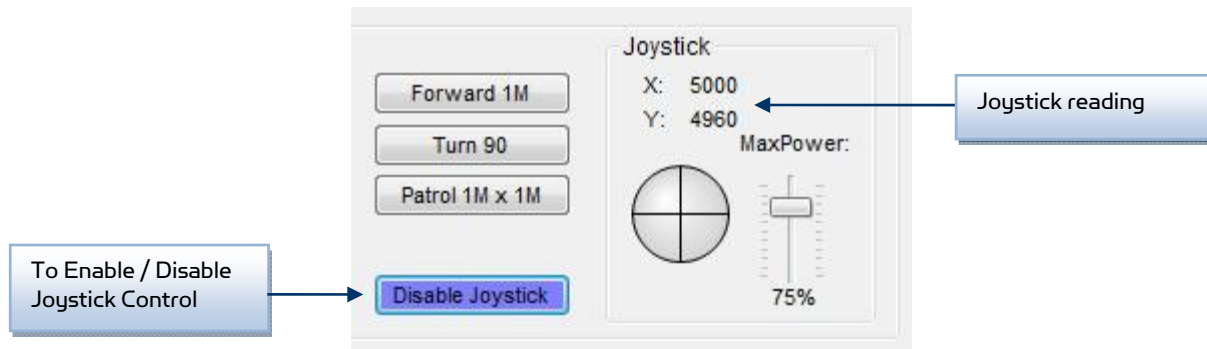 Joystick
Forward 1M
X: 5000
Joystick reading
Y: 4960
Turn 90
MaxPower:
Patrol 1M x 1M
To Enable / Disable
Joystick Control
Disable Joystick
75%